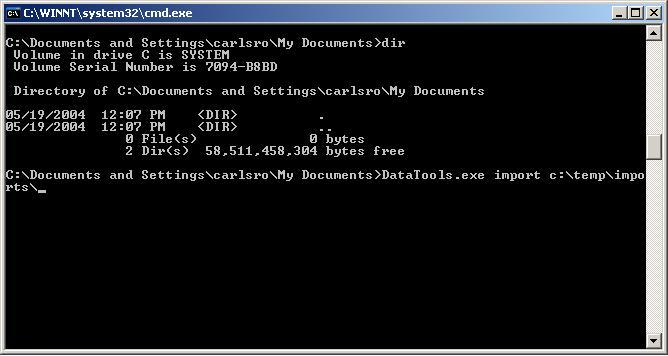 C:\WINNT\system32\cmd.exe
C:\Documents and Settings\carlsro\My Documents>dir
 Volume in drive C is SYSTEM
 Volume Serial Number is 7094-B8BD
 Directory of C:\Documents and Settings\carlsro\My Documents
05/19/2004  12:07 PM    <DIR>          .
05/19/2004  12:07 PM    <DIR>          ..
               0 File(s)              0 bytes
               2 Dir(s)  58,511,458,304 bytes free
C:\Documents and Settings\carlsro\My Documents>DataTools.exe import c:\temp\impo
rts\_